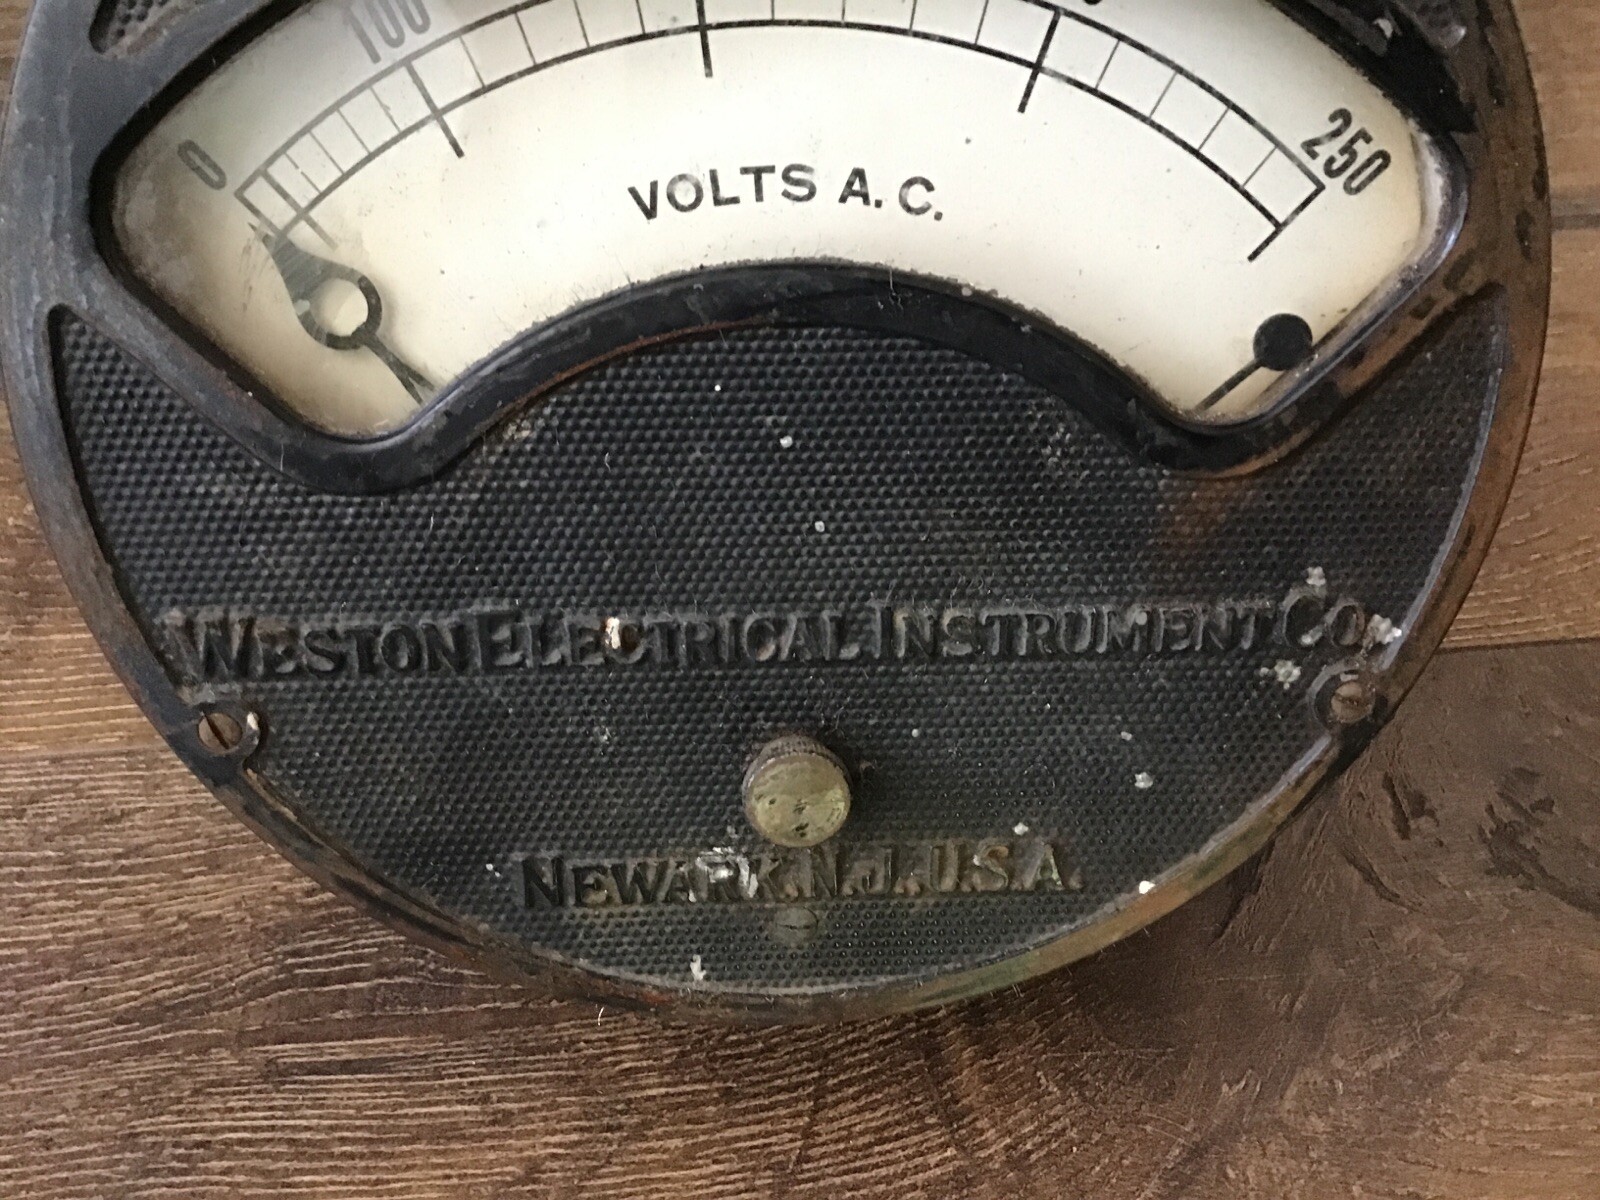 0
100
250
VOLTS A.C.
WESTON ELECTRICAL INSTRUMENT CO.
NEWARK.N.J.U.S.A.